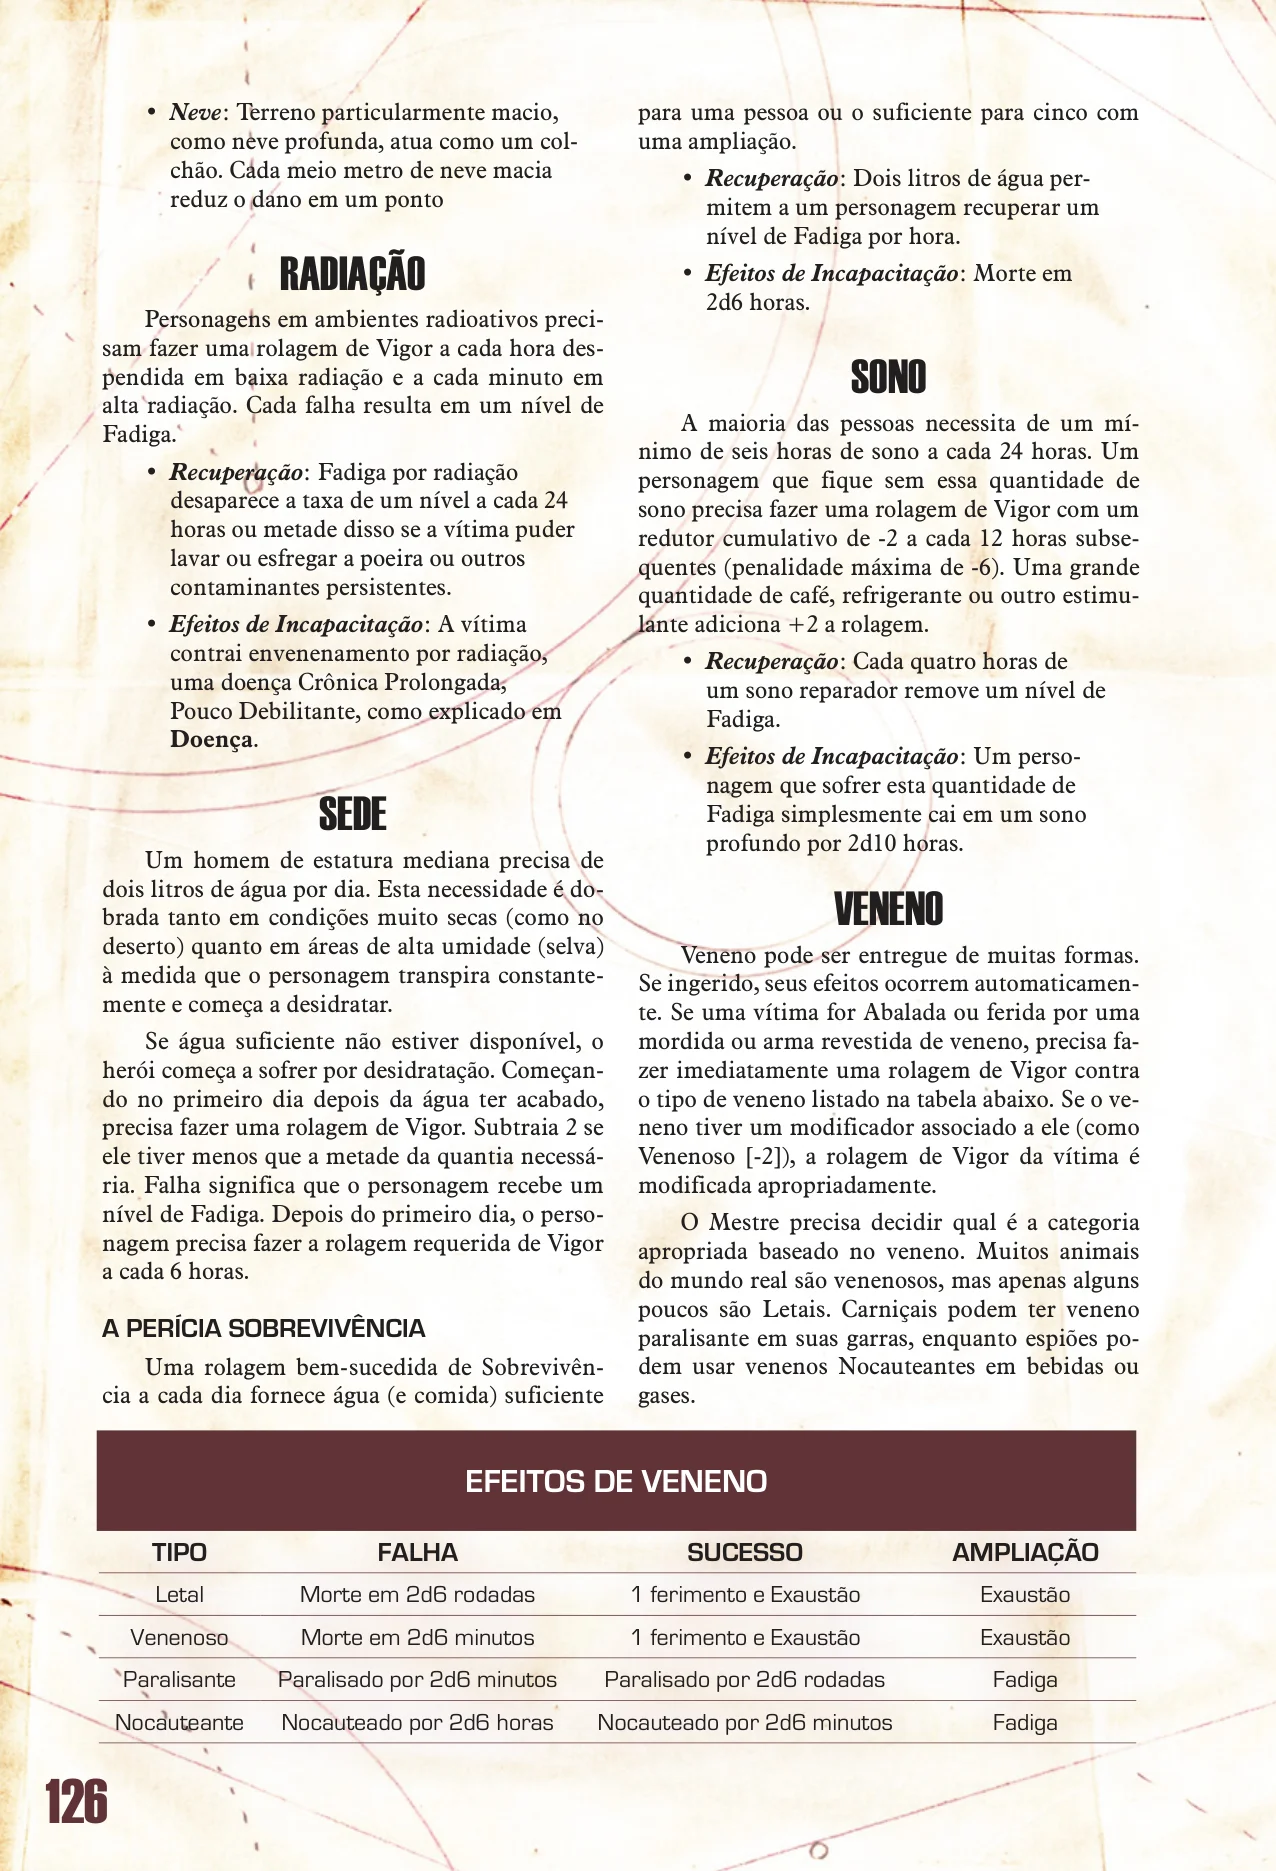 • Neve: Terreno particularmente macio,
como neve profunda, atua como um col-
chão. Cada meio metro de neve macia
reduz o dano em um ponto
RADIAÇÃO
Personagens em ambientes radioativos preci-
sam fazer uma rolagem de Vigor a cada hora des-
pendida em baixa radiação e a cada minuto em
alta radiação. Cada falha resulta em um nível de
Fadiga.
• Recuperação: Fadiga por radiação
desaparece a taxa de um nível a cada 24
horas ou metade disso se a vítima puder
lavar ou esfregar a poeira ou outros
contaminantes persistentes.
• Efeitos de Incapacitação: A vítima
contrai envenenamento por radiação,
uma doença Crônica Prolongada,
Pouco Debilitante, como explicado em
Doença.
SEDE
Um homem de estatura mediana precisa de
dois litros de água por dia. Esta necessidade é do-
brada tanto em condições muito secas (como no
deserto) quanto em áreas de alta umidade (selva)
à medida que o personagem transpira constante-
mente e começa a desidratar.
Se água suficiente não estiver disponível, o
herói começa a sofrer por desidratação. Começan-
do no primeiro dia depois da água ter acabado,
precisa fazer uma rolagem de Vigor. Subtraia 2 se
ele tiver menos que a metade da quantia necessá-
ria. Falha significa que o personagem recebe um
nível de Fadiga. Depois do primeiro dia, o perso-
nagem precisa fazer a rolagem requerida de Vigor
a cada 6 horas.
A PERÍCIA SOBREVIVÊNCIA
Uma rolagem bem-sucedida de Sobrevivên-
cia a cada dia fornece água (e comida) suficiente
para uma pessoa ou o suficiente para cinco com
uma ampliação.
• Recuperação: Dois litros de água per-
mitem a um personagem recuperar um
nível de Fadiga por hora.
• Efeitos de Incapacitação: Morte em
2d6 horas.
SONO
A maioria das pessoas necessita de um mí-
nimo de seis horas de sono a cada 24 horas. Um
personagem que fique sem essa quantidade de
sono precisa fazer uma rolagem de Vigor com um
redutor cumulativo de -2 a cada 12 horas subse-
quentes (penalidade máxima de -6). Uma grande
quantidade de café, refrigerante ou outro estimu-
lante adiciona +2 a rolagem.
• Recuperação: Cada quatro horas de
um sono reparador remove um nível de
Fadiga.
• Efeitos de Incapacitação: Um perso-
nagem que sofrer esta quantidade de
Fadiga simplesmente cai em um sono
profundo por 2d10 horas.
VENENO
Veneno pode ser entregue de muitas formas.
Se ingerido, seus efeitos ocorrem automaticamen-
te. Se uma vítima for Abalada ou ferida por uma
mordida ou arma revestida de veneno, precisa fa-
zer imediatamente uma rolagem de Vigor contra
o tipo de veneno listado na tabela abaixo. Se o ve-
neno tiver um modificador associado a ele (como
Venenoso [-2]), a rolagem de Vigor da vítima é
modificada apropriadamente.
O Mestre precisa decidir qual é a categoria
apropriada baseado no veneno. Muitos animais
do mundo real são venenosos, mas apenas alguns
poucos são Letais. Carniçais podem ter veneno
paralisante em suas garras, enquanto espiões po-
dem usar venenos Nocauteantes em bebidas ou
gases.
EFEITOS DE VENENO
TIPO FALHA SUCESSO AMPLIAÇÃO
Letal Morte em 2d6 rodadas 1 ferimento e Exaustão Exaustão
Venenoso Morte em 2d6 minutos 1 ferimento e Exaustão Exaustão
Paralisante Paralisado por 2d6 minutos Paralisado por 2d6 rodadas Fadiga
Nocauteante Nocauteado por 2d6 horas Nocauteado por 2d6 minutos Fadiga
126